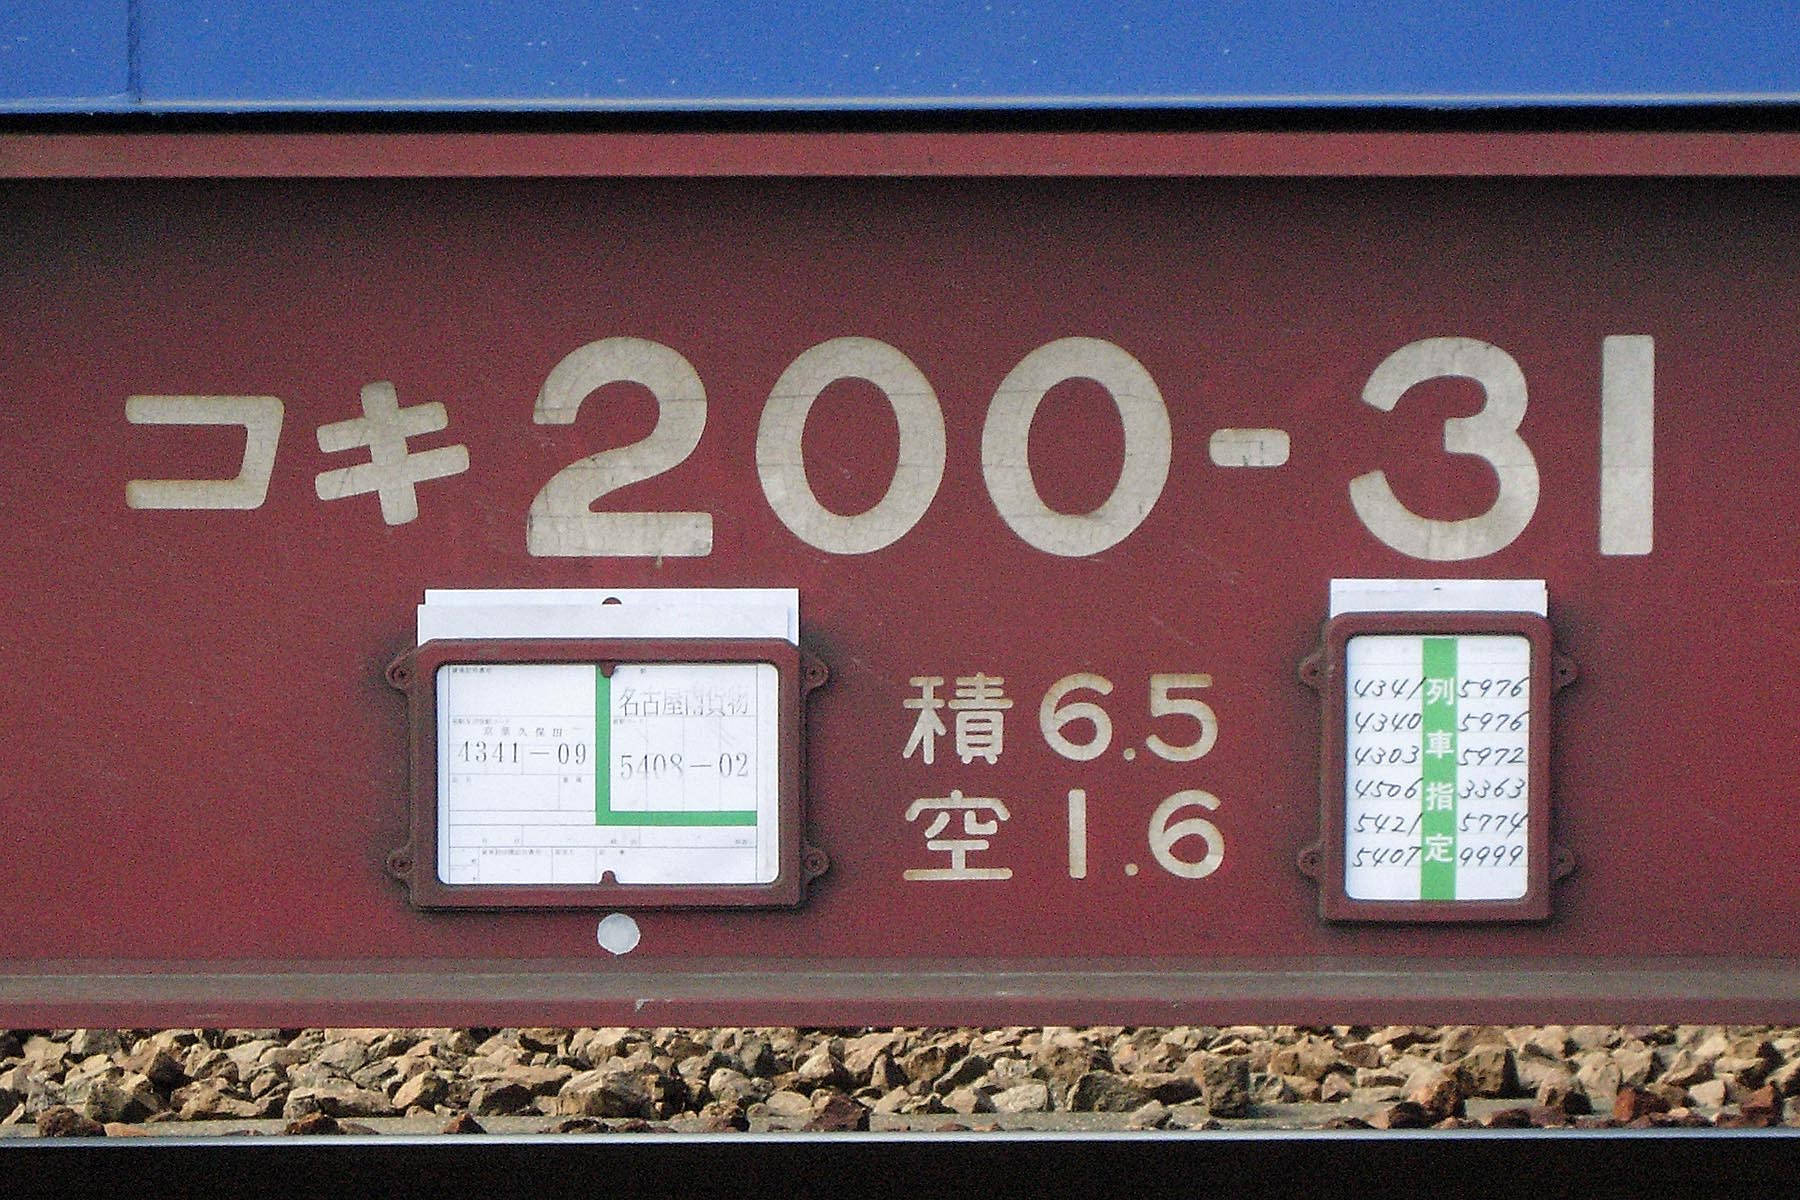 コキ200-31
京葉久保田
4341-09
名古屋南貨物
5408-02
積 6.5
空 1.6
列車指定
4341 5976
4340 5976
4303 5972
4506 3363
5421 5774
5407 9999